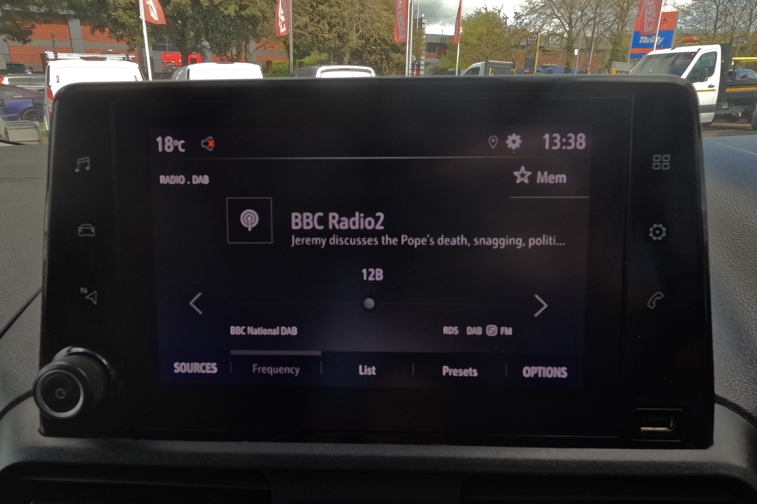 Thrifty
18°C
13:38
RADIO . DAB
Mem
BBC Radio2
Jeremy discusses the Pope's death, snagging, politi...
12B
BBC National DAB
RDS DAB FM
SOURCES Frequency List Presets OPTIONS
N